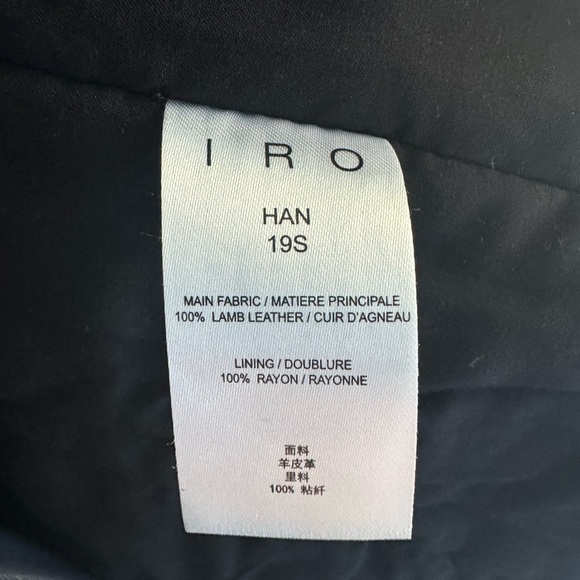 I R O
HAN
19S
MAIN FABRIC / MATIERE PRINCIPALE
100% LAMB LEATHER / CUIR D'AGNEAU
LINING / DOUBLURE
100% RAYON / RAYONNE
面料
羊皮革
里料
100% 粘纤